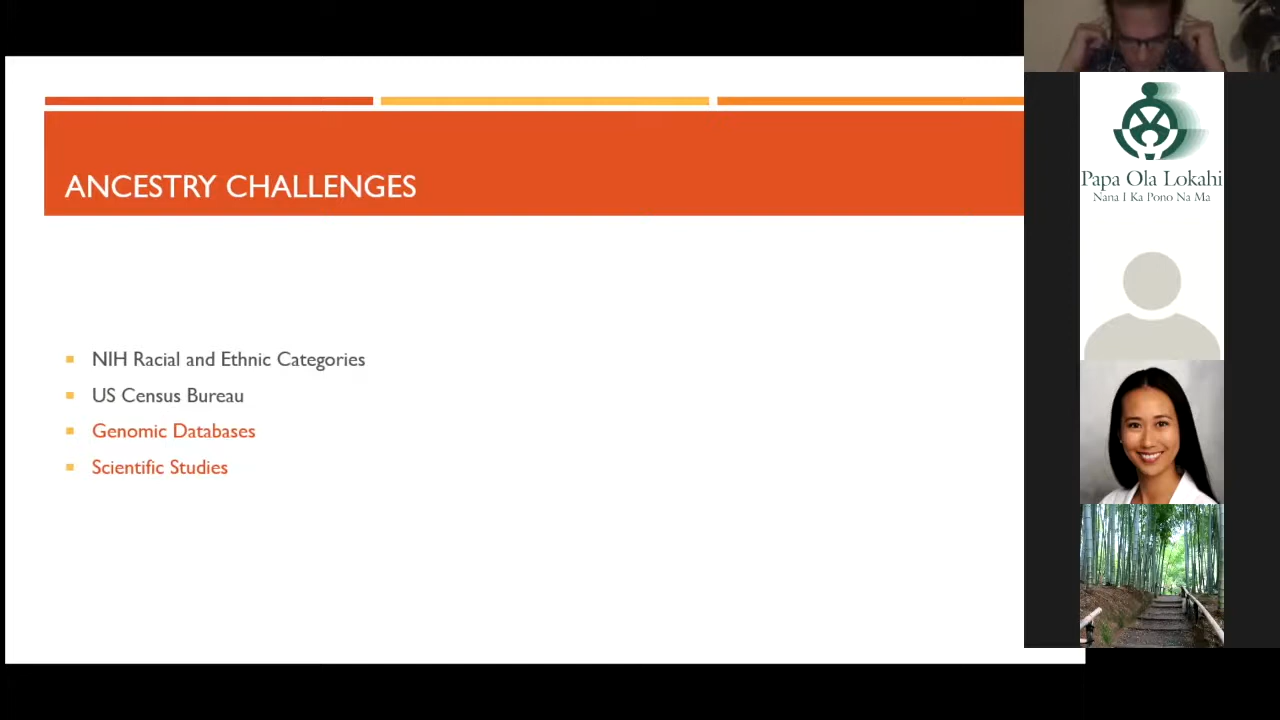 ANCESTRY CHALLENGES
NIH Racial and Ethnic Categories
US Census Bureau
Genomic Databases
Scientific Studies
Papa Ola Lokahi
Nana I Ka Pono Na Ma